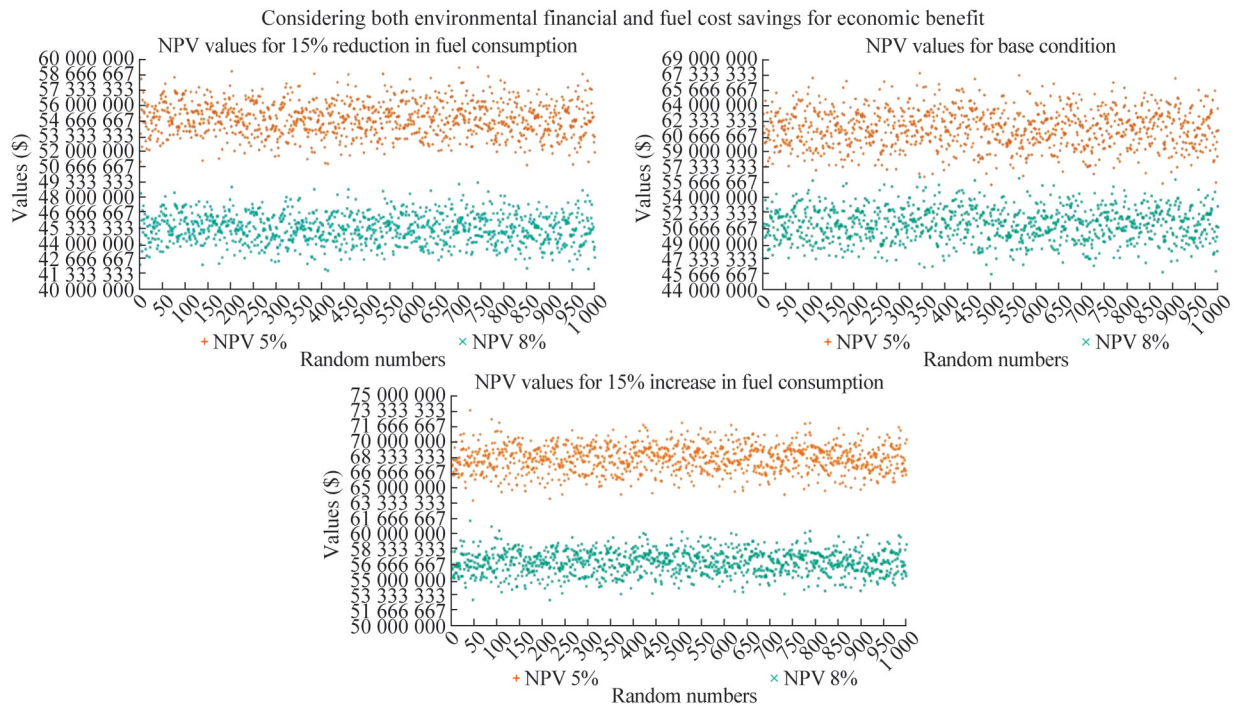 Considering both environmental financial and fuel cost savings for economic benefit
NPV values for 15% reduction in fuel consumption
Values ($)
60 000 000
58 666 667
57 333 333
56 000 000
54 666 667
53 333 333
52 000 000
50 666 667
49 333 333
48 000 000
46 666 667
45 333 333
44 000 000
42 666 667
41 333 333
40 000 000
0 50 100 150 200 250 300 350 400 450 500 550 600 650 700 750 800 850 900 950 1 000
+ NPV 5% × NPV 8%
Random numbers
NPV values for base condition
Values ($)
69 000 000
67 333 333
65 666 667
64 000 000
62 333 333
60 666 667
59 000 000
57 333 333
55 666 667
54 000 000
52 333 333
50 666 667
49 000 000
47 333 333
45 666 667
44 000 000
0 50 100 150 200 250 300 350 400 450 500 550 600 650 700 750 800 850 900 950 1 000
+ NPV 5% × NPV 8%
Random numbers
NPV values for 15% increase in fuel consumption
Values ($)
75 000 000
73 333 333
71 666 667
70 000 000
68 333 333
66 666 667
65 000 000
63 333 333
61 666 667
60 000 000
58 333 333
56 666 667
55 000 000
53 333 333
51 666 667
50 000 000
0 50 100 150 200 250 300 350 400 450 500 550 600 650 700 750 800 850 900 950 1 000
+ NPV 5% × NPV 8%
Random numbers